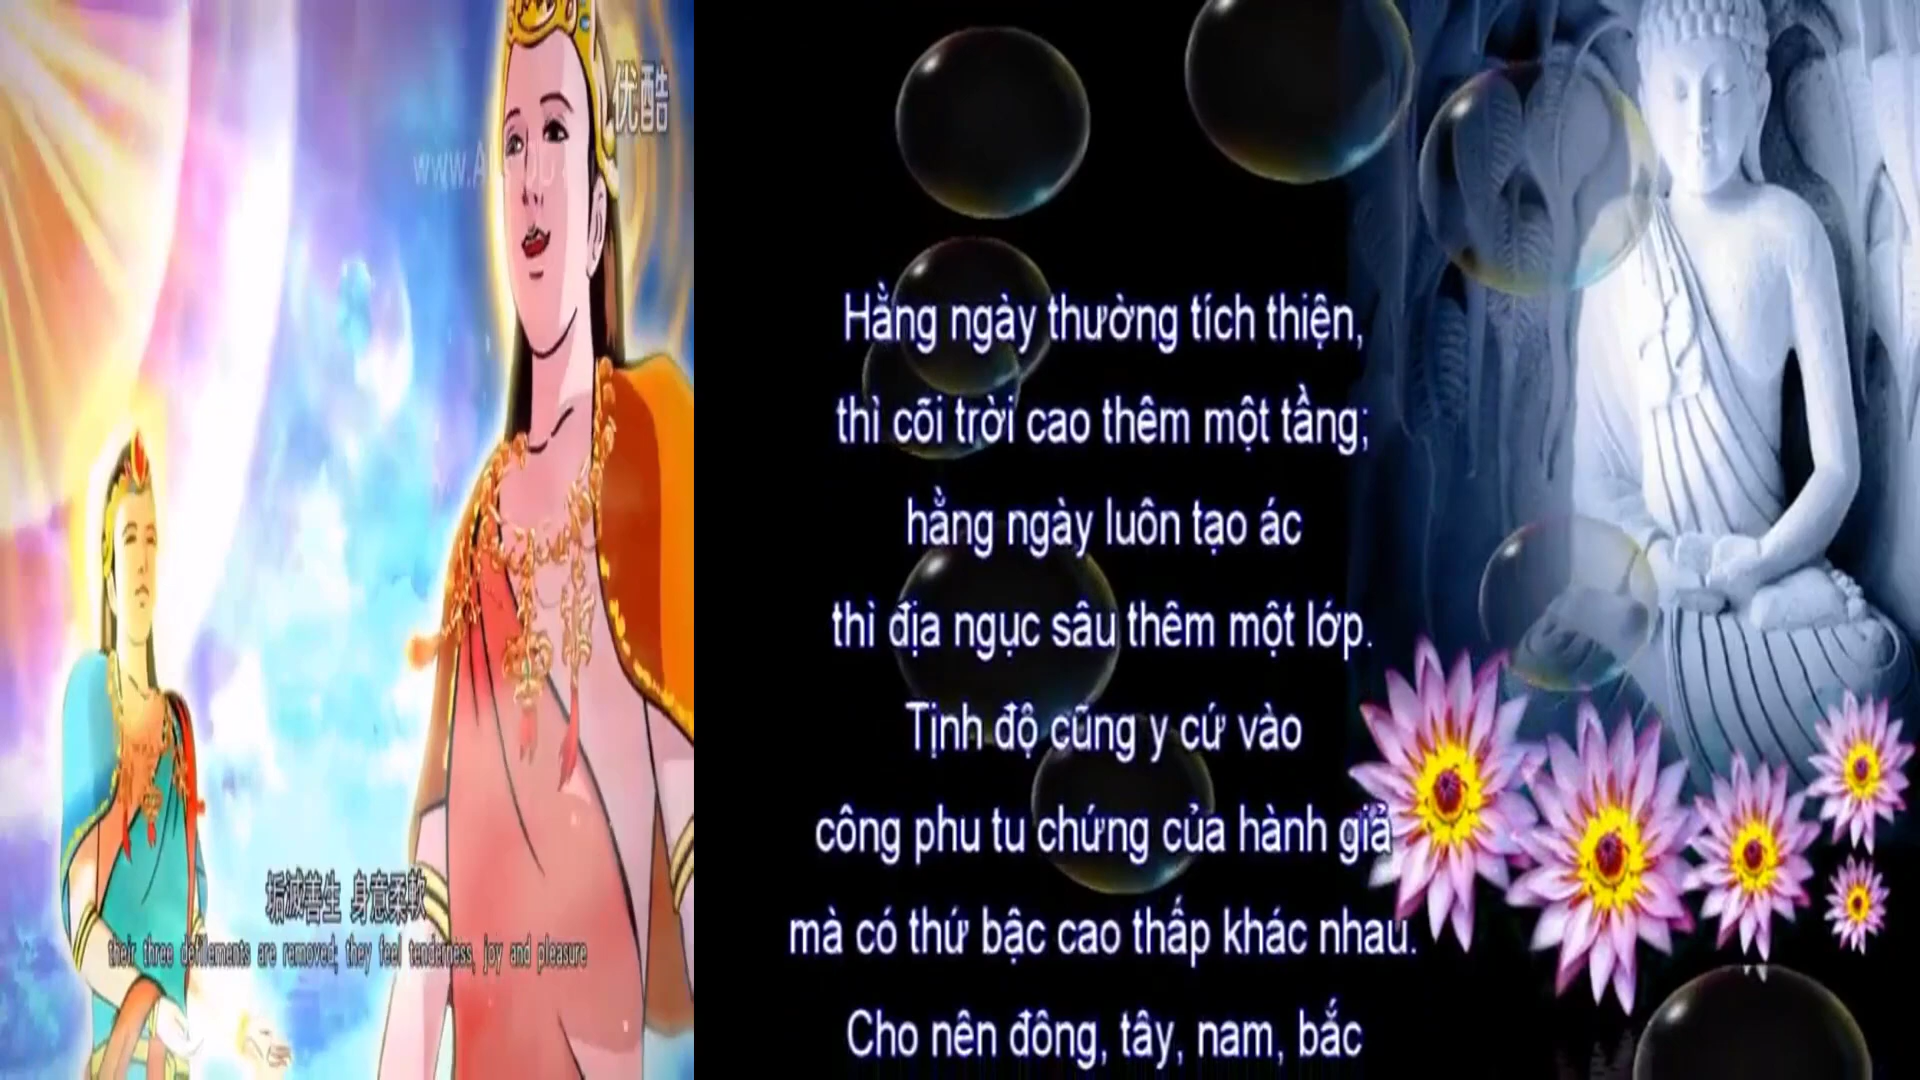 优酷
垢滅善生 身意柔軟
their three defilements are removed; they feel tenderness, joy and pleasure
Hằng ngày thường tích thiện,
thì cõi trời cao thêm một tầng;
hằng ngày luôn tạo ác
thì địa ngục sâu thêm một lớp.
Tịnh độ cũng y cứ vào
công phu tu chứng của hành giả
mà có thứ bậc cao thấp khác nhau.
Cho nên đông, tây, nam, bắc